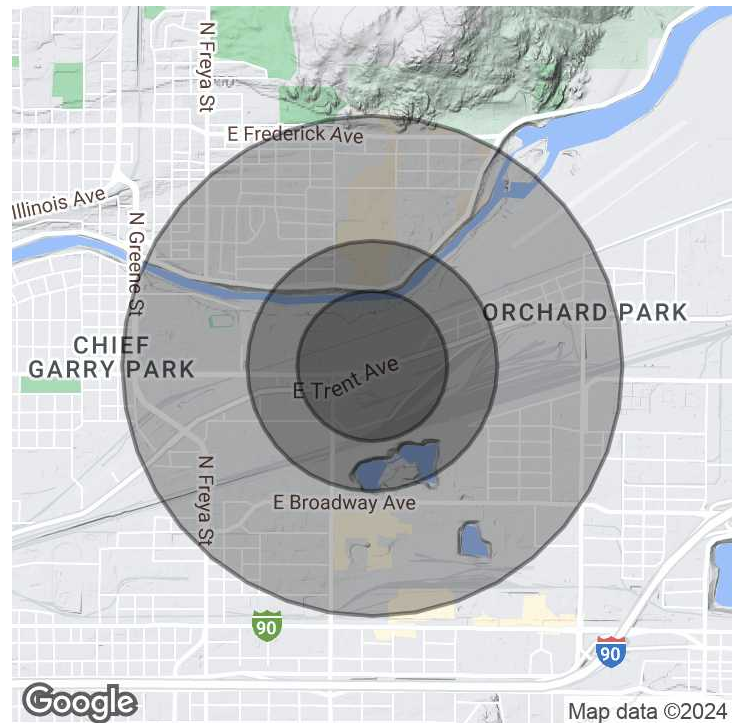 N Freya St
E Frederick Ave
Illinois Ave
N Greene St
ORCHARD PARK
CHIEF
GARRY PARK
E Trent Ave
N Freya St
E Broadway Ave
90
90
Google
Map data ©2024